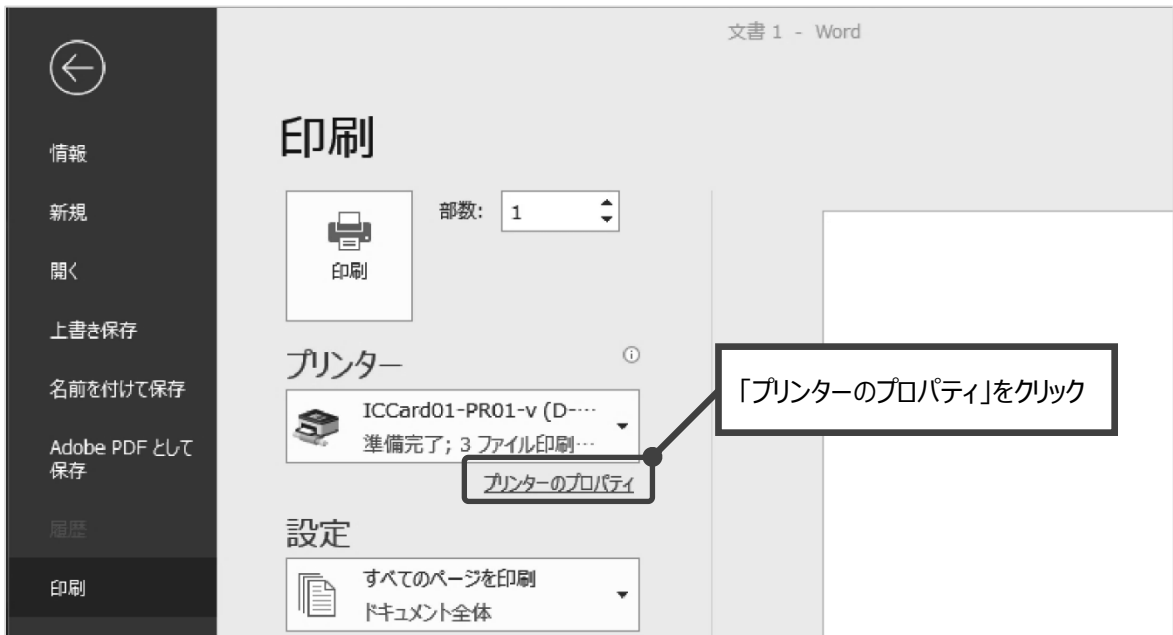 文書 1 - Word
情報
新規
開く
上書き保存
名前を付けて保存
Adobe PDF として
保存
履歴
印刷
印刷
印刷
部数: 1
プリンター
ICCard01-PR01-v (D-…
準備完了; 3 ファイル印刷…
プリンターのプロパティ
「プリンターのプロパティ」をクリック
設定
すべてのページを印刷
ドキュメント全体